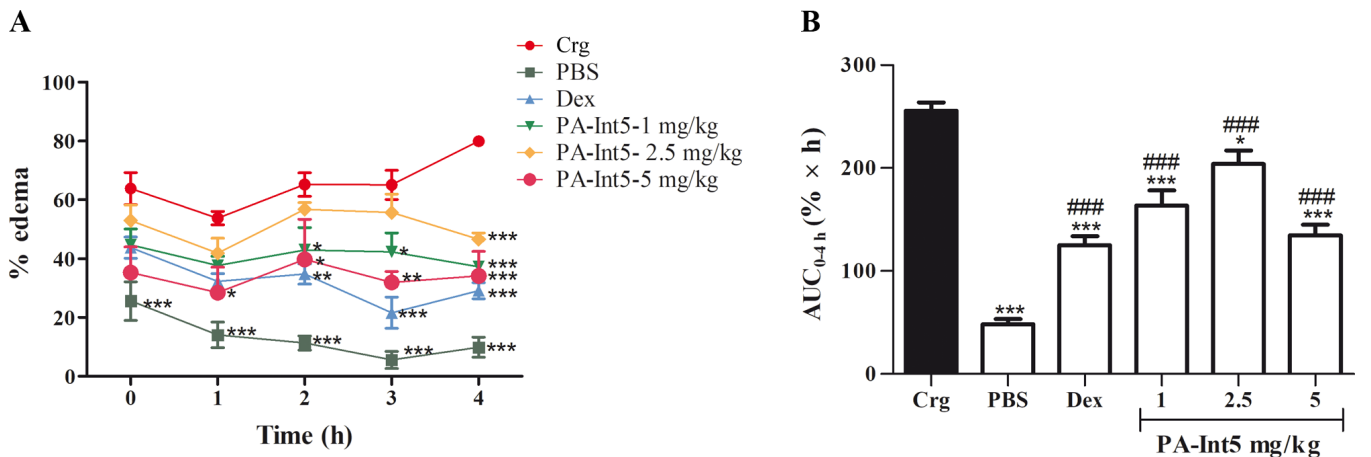 A
Crg
PBS
Dex
PA-Int5-1 mg/kg
PA-Int5- 2.5 mg/kg
PA-Int5-5 mg/kg
100
80
60
40
20
0
% edema
***
***
*
*
*
**
***
*
**
***
***
***
***
***
***
***
0 1 2 3 4
Time (h)
B
300
200
100
0
AUC0-4 h (% × h)
***
###
***
###
***
###
*
###
***
Crg PBS Dex 1 2.5 5
PA-Int5 mg/kg